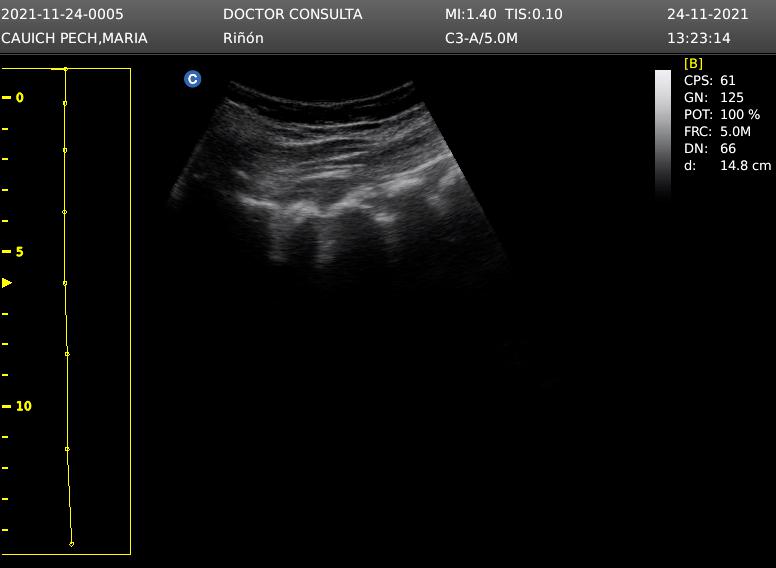 2021-11-24-0005 DOCTOR CONSULTA MI:1.40 TIS:0.10 24-11-2021
CAUICH PECH,MARIA Riñón C3-A/5.0M 13:23:14
C
[B]
CPS: 61
GN: 125
POT: 100 %
FRC: 5.0M
DN: 66
d: 14.8 cm
0
5
10